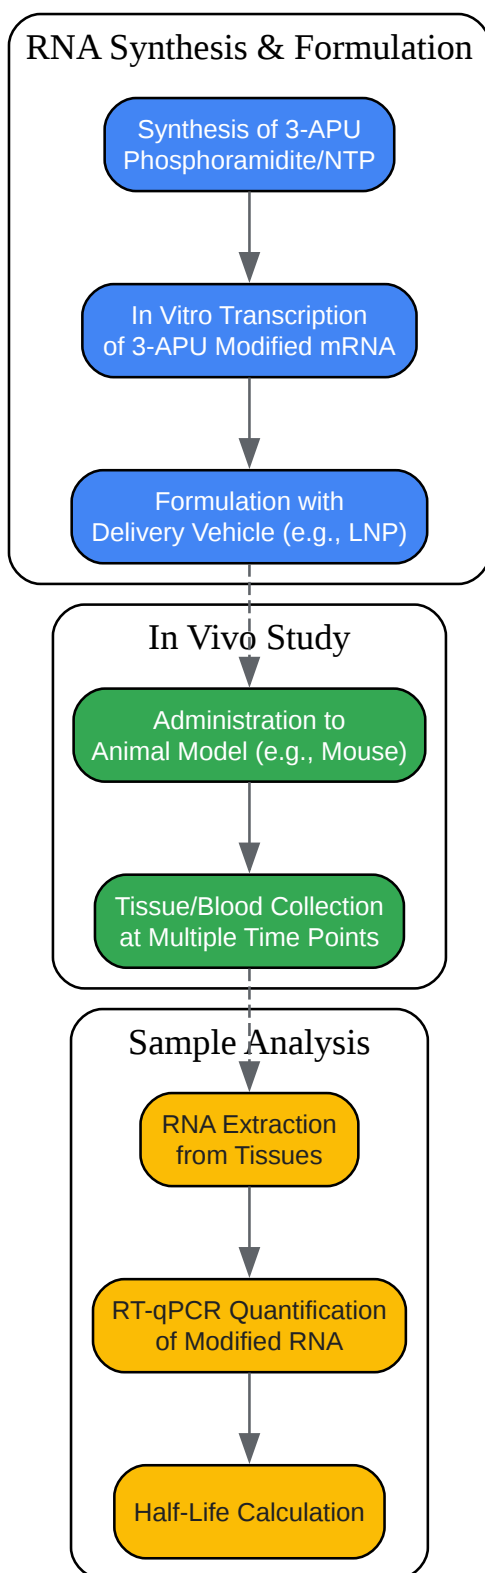 RNA Synthesis & Formulation
Synthesis of 3-APU
Phosphoramidite/NTP
In Vitro Transcription
of 3-APU Modified mRNA
Formulation with
Delivery Vehicle (e.g., LNP)
In Vivo Study
Administration to
Animal Model (e.g., Mouse)
Tissue/Blood Collection
at Multiple Time Points
Sample Analysis
RNA Extraction
from Tissues
RT-qPCR Quantification
of Modified RNA
Half-Life Calculation